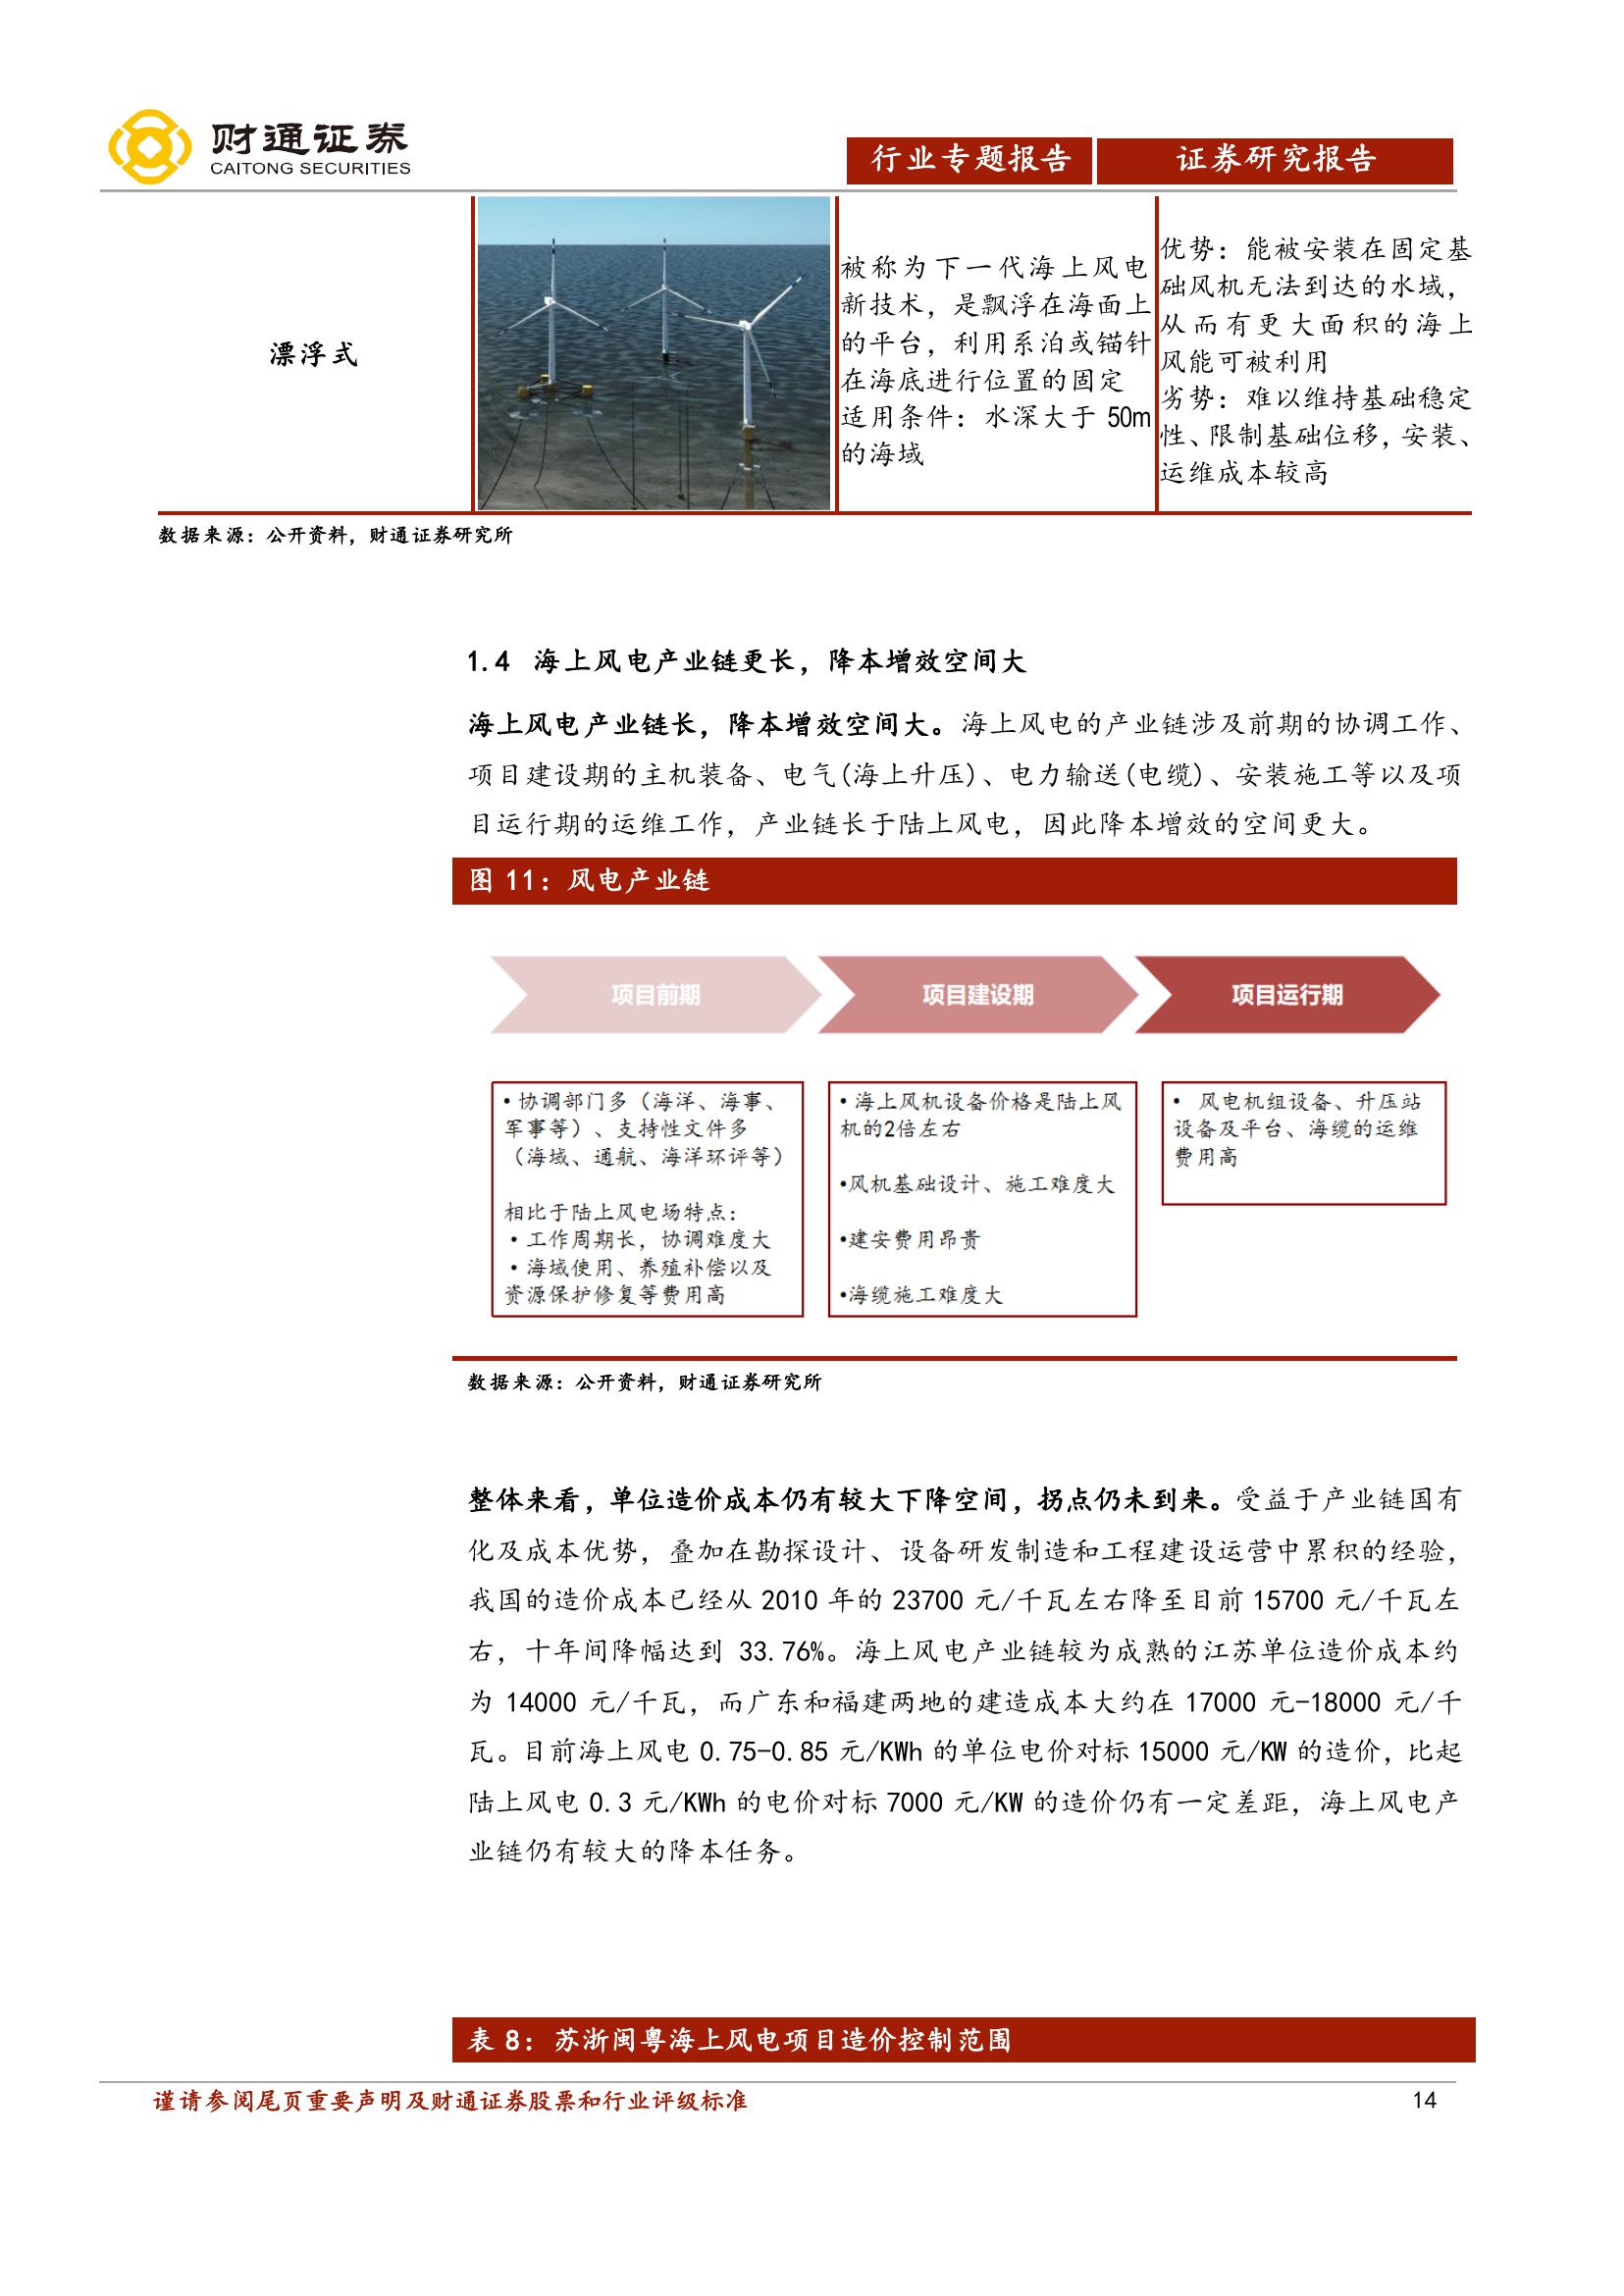 财通证券
CAITONG SECURITIES
行业专题报告
证券研究报告
漂浮式
被称为下一代海上风电
新技术，是飘浮在海面上
的平台，利用系泊或锚针
在海底进行位置的固定
适用条件：水深大于 50m
的海域
优势：能被安装在固定基
础风机无法到达的水域，
从而有更大面积的海上
风能可被利用
劣势：难以维持基础稳定
性、限制基础位移，安装、
运维成本较高
数据来源：公开资料，财通证券研究所
1.4 海上风电产业链更长，降本增效空间大
海上风电产业链长，降本增效空间大。海上风电的产业链涉及前期的协调工作、
项目建设期的主机装备、电气(海上升压)、电力输送(电缆)、安装施工等以及项
目运行期的运维工作，产业链长于陆上风电，因此降本增效的空间更大。
图 11：风电产业链
项目前期
项目建设期
项目运行期
• 协调部门多（海洋、海事、
军事等）、支持性文件多
（海域、通航、海洋环评等）
相比于陆上风电场特点：
• 工作周期长，协调难度大
• 海域使用、养殖补偿以及
资源保护修复等费用高
• 海上风机设备价格是陆上风
机的2倍左右
•风机基础设计、施工难度大
•建安费用昂贵
•海缆施工难度大
• 风电机组设备、升压站
设备及平台、海缆的运维
费用高
数据来源：公开资料，财通证券研究所
整体来看，单位造价成本仍有较大下降空间，拐点仍未到来。受益于产业链国有
化及成本优势，叠加在勘探设计、设备研发制造和工程建设运营中累积的经验，
我国的造价成本已经从 2010 年的 23700 元/千瓦左右降至目前 15700 元/千瓦左
右，十年间降幅达到 33.76%。海上风电产业链较为成熟的江苏单位造价成本约
为 14000 元/千瓦，而广东和福建两地的建造成本大约在 17000 元-18000 元/千
瓦。目前海上风电 0.75-0.85 元/KWh 的单位电价对标 15000 元/KW 的造价，比起
陆上风电 0.3 元/KWh 的电价对标 7000 元/KW 的造价仍有一定差距，海上风电产
业链仍有较大的降本任务。
表 8：苏浙闽粤海上风电项目造价控制范围
谨请参阅尾页重要声明及财通证券股票和行业评级标准
14